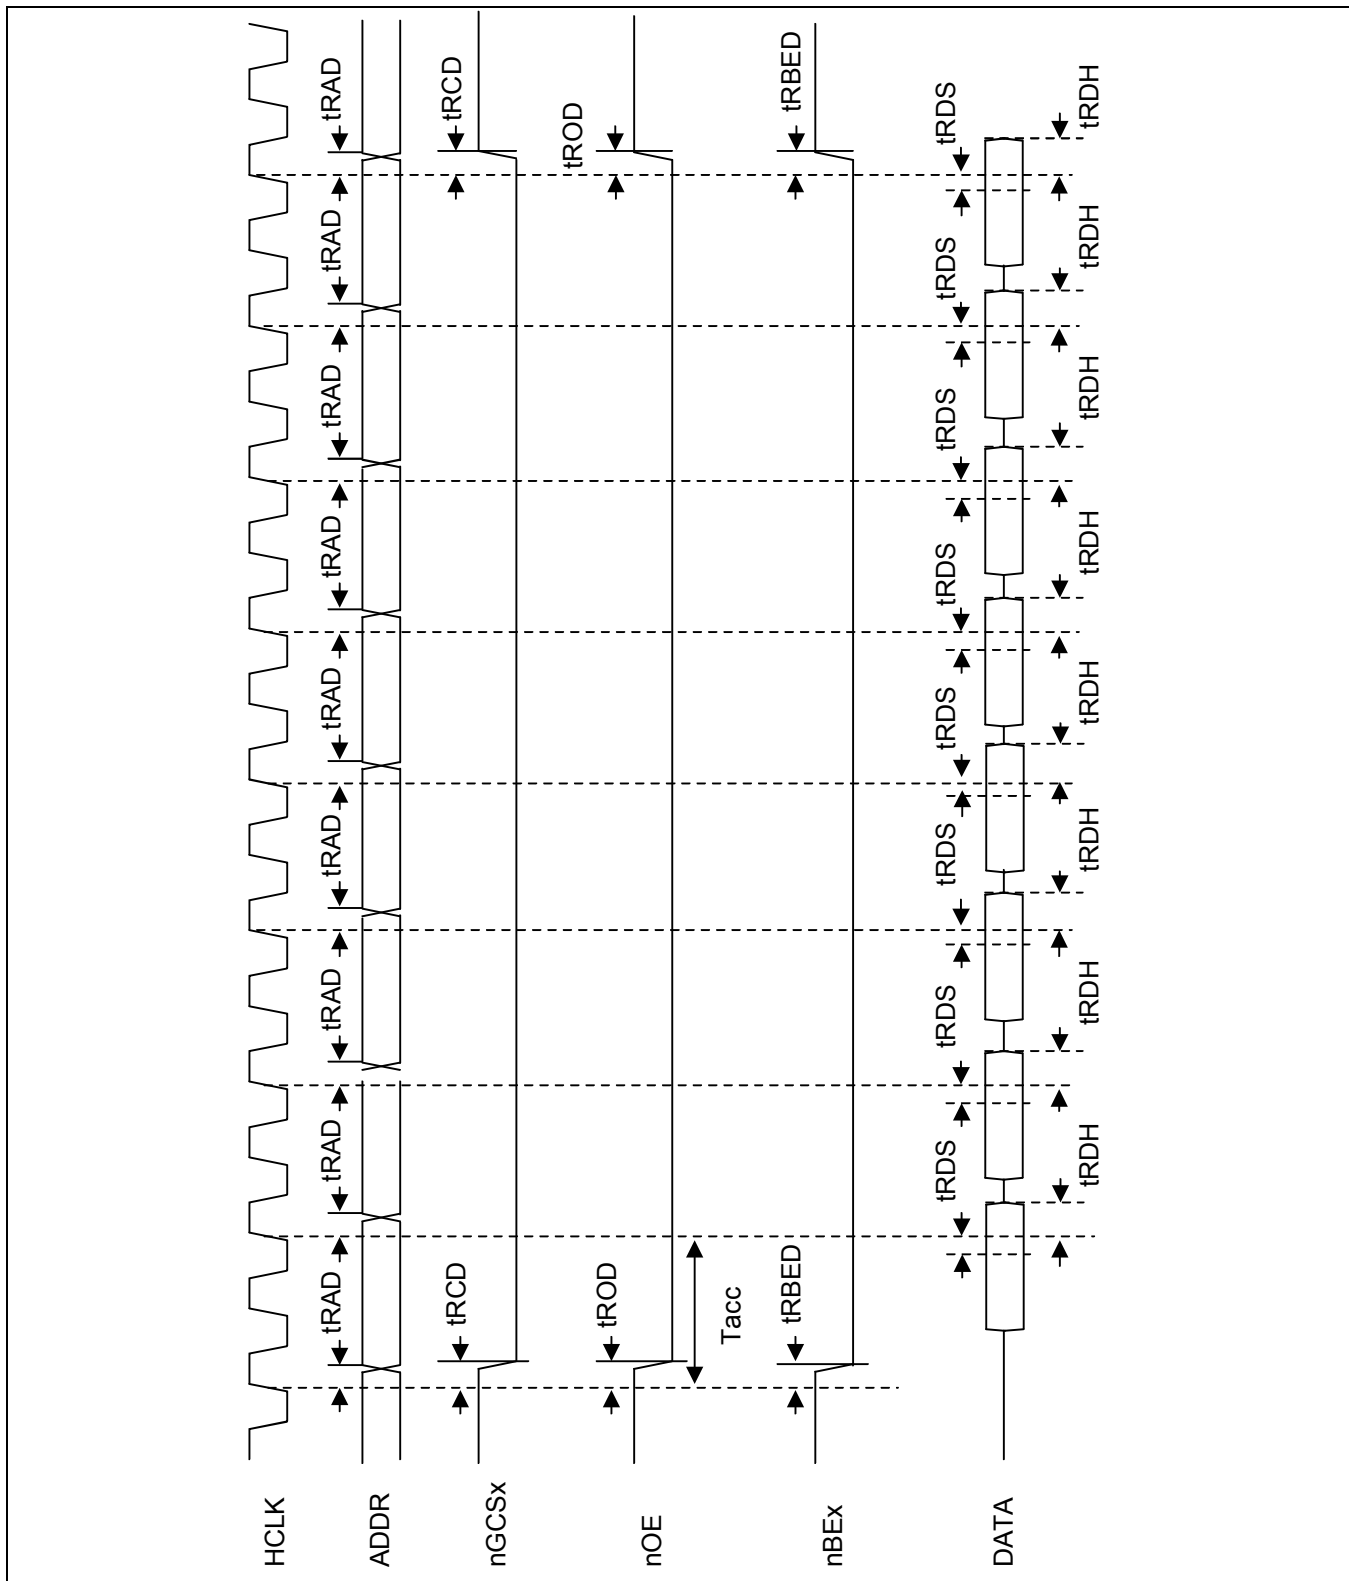 HCLK
tRAD tRAD tRAD tRAD tRAD tRAD tRAD tRAD tRAD
ADDR
tRCD tRCD
nGCSx
tROD tROD
nOE
Tacc
tRBED tRBED
nBEx
tRDS tRDS tRDS tRDS tRDS tRDS tRDS tRDS
DATA
tRDH tRDH tRDH tRDH tRDH tRDH tRDH tRDH